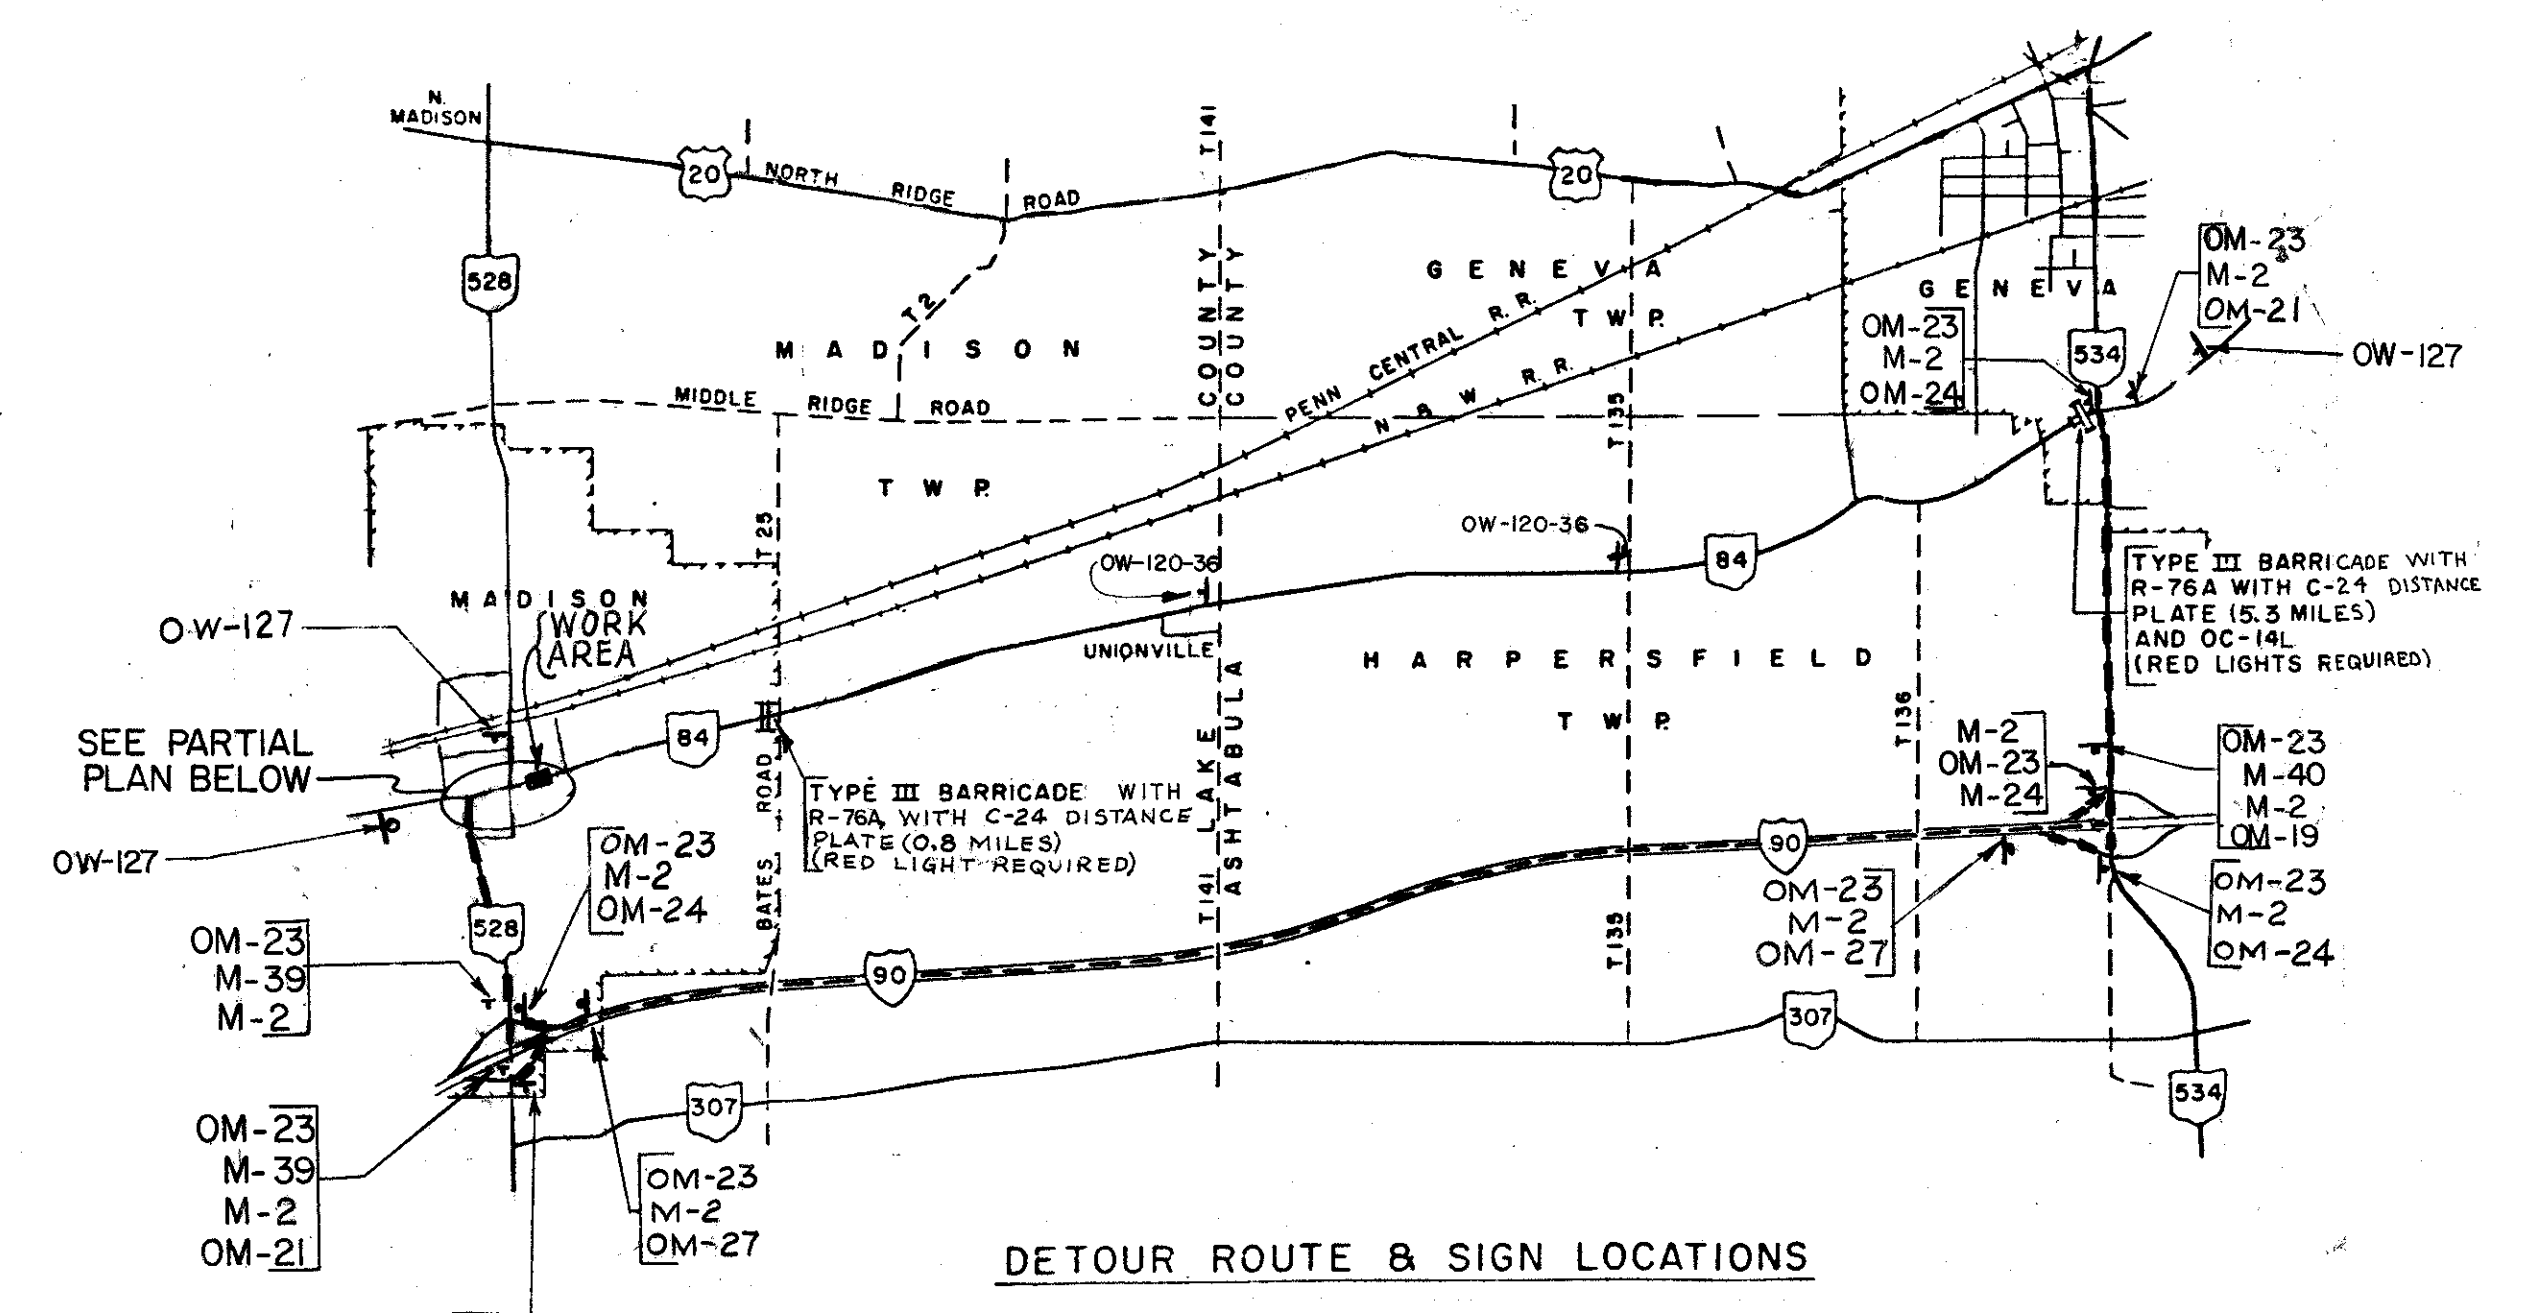 N.
MADISON
20
NORTH RIDGE ROAD
T141
20
528
T 2
COUNTY
COUNTY
GENEVA
TWP.
GENEVA
OM-23
M-2
OM-21
OW-127
OM-23
M-2
OM-24
534
MADISON
TWP.
MIDDLE RIDGE ROAD
PENN CENTRAL R.R.
N & W R.R.
T135
T 25
OW-120-36
OW-120-36
84
MADISON
OW-127
WORK
AREA
UNIONVILLE
HARPERSFIELD
TWP.
TYPE III BARRICADE WITH
R-76A WITH C-24 DISTANCE
PLATE (5.3 MILES)
AND OC-14L
(RED LIGHTS REQUIRED)
SEE PARTIAL
PLAN BELOW
84
BATES ROAD
T141 LAKE
ASHTABULA
T136
M-2
OM-23
M-24
OM-23
M-40
M-2
OM-19
TYPE III BARRICADE WITH
R-76A, WITH C-24 DISTANCE
PLATE (0.8 MILES)
(RED LIGHT REQUIRED)
OW-127
OM-23
M-2
OM-24
90
OM-23
M-2
OM-27
OM-23
M-2
OM-24
528
OM-23
M-39
M-2
90
T135
307
307
534
OM-23
M-39
M-2
OM-21
OM-23
M-2
OM-27
DETOUR ROUTE & SIGN LOCATIONS